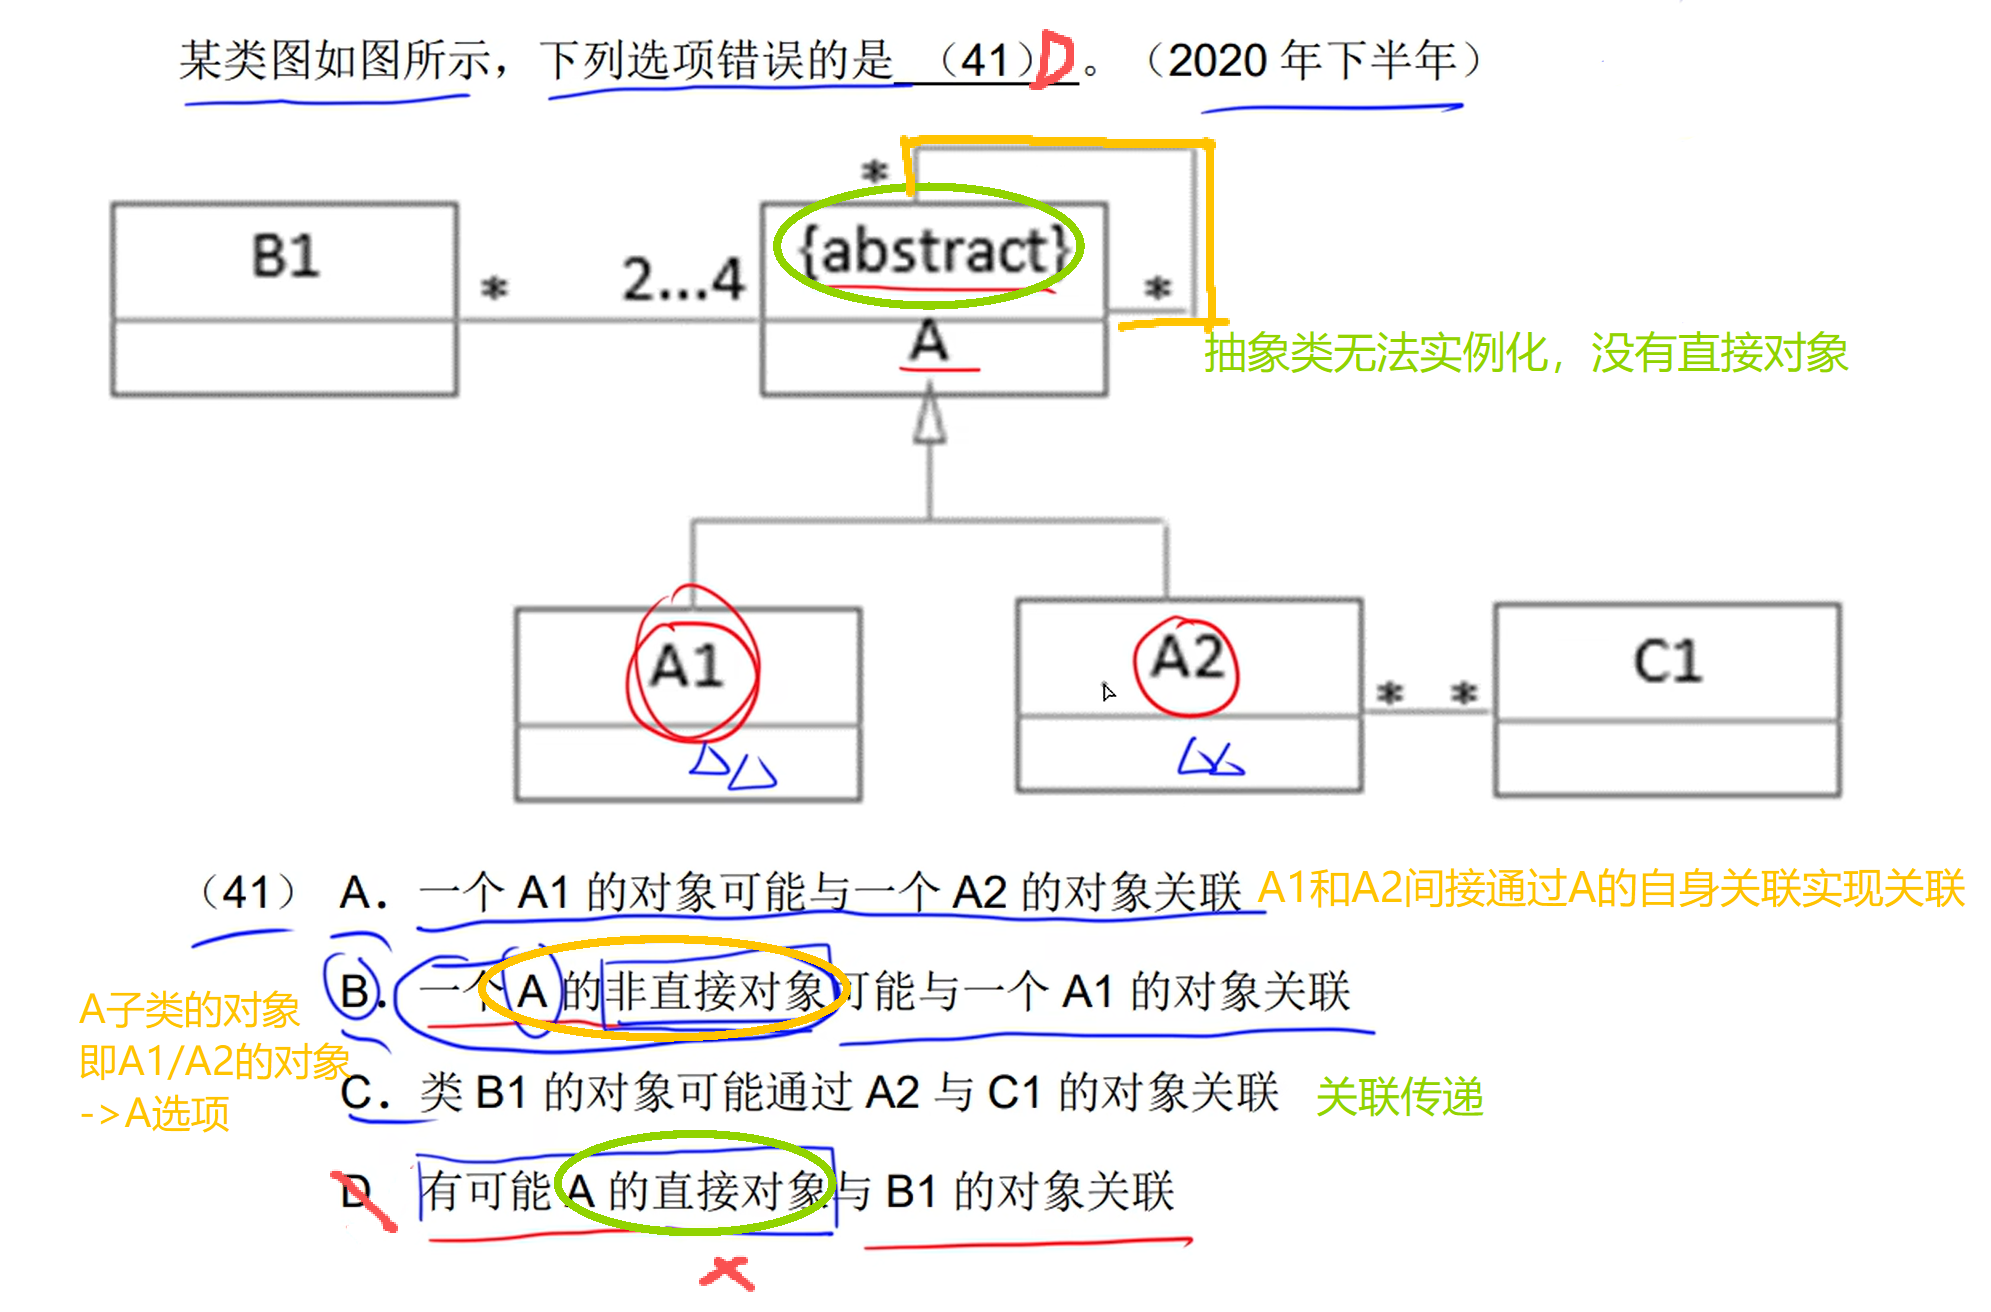 某类图如图所示，下列选项错误的是 （41）D 。（2020 年下半年）
*
B1
{abstract}
* 2...4
*
A
抽象类无法实例化，没有直接对象
A1
A2
C1
* *
（41） A. 一个 A1 的对象可能与一个 A2 的对象关联 A1和A2间接通过A的自身关联实现关联
B. 一个 A 的非直接对象可能与一个 A1 的对象关联
A子类的对象
即A1/A2的对象
->A选项
C. 类 B1 的对象可能通过 A2 与 C1 的对象关联 关联传递
D 有可能 A 的直接对象与 B1 的对象关联